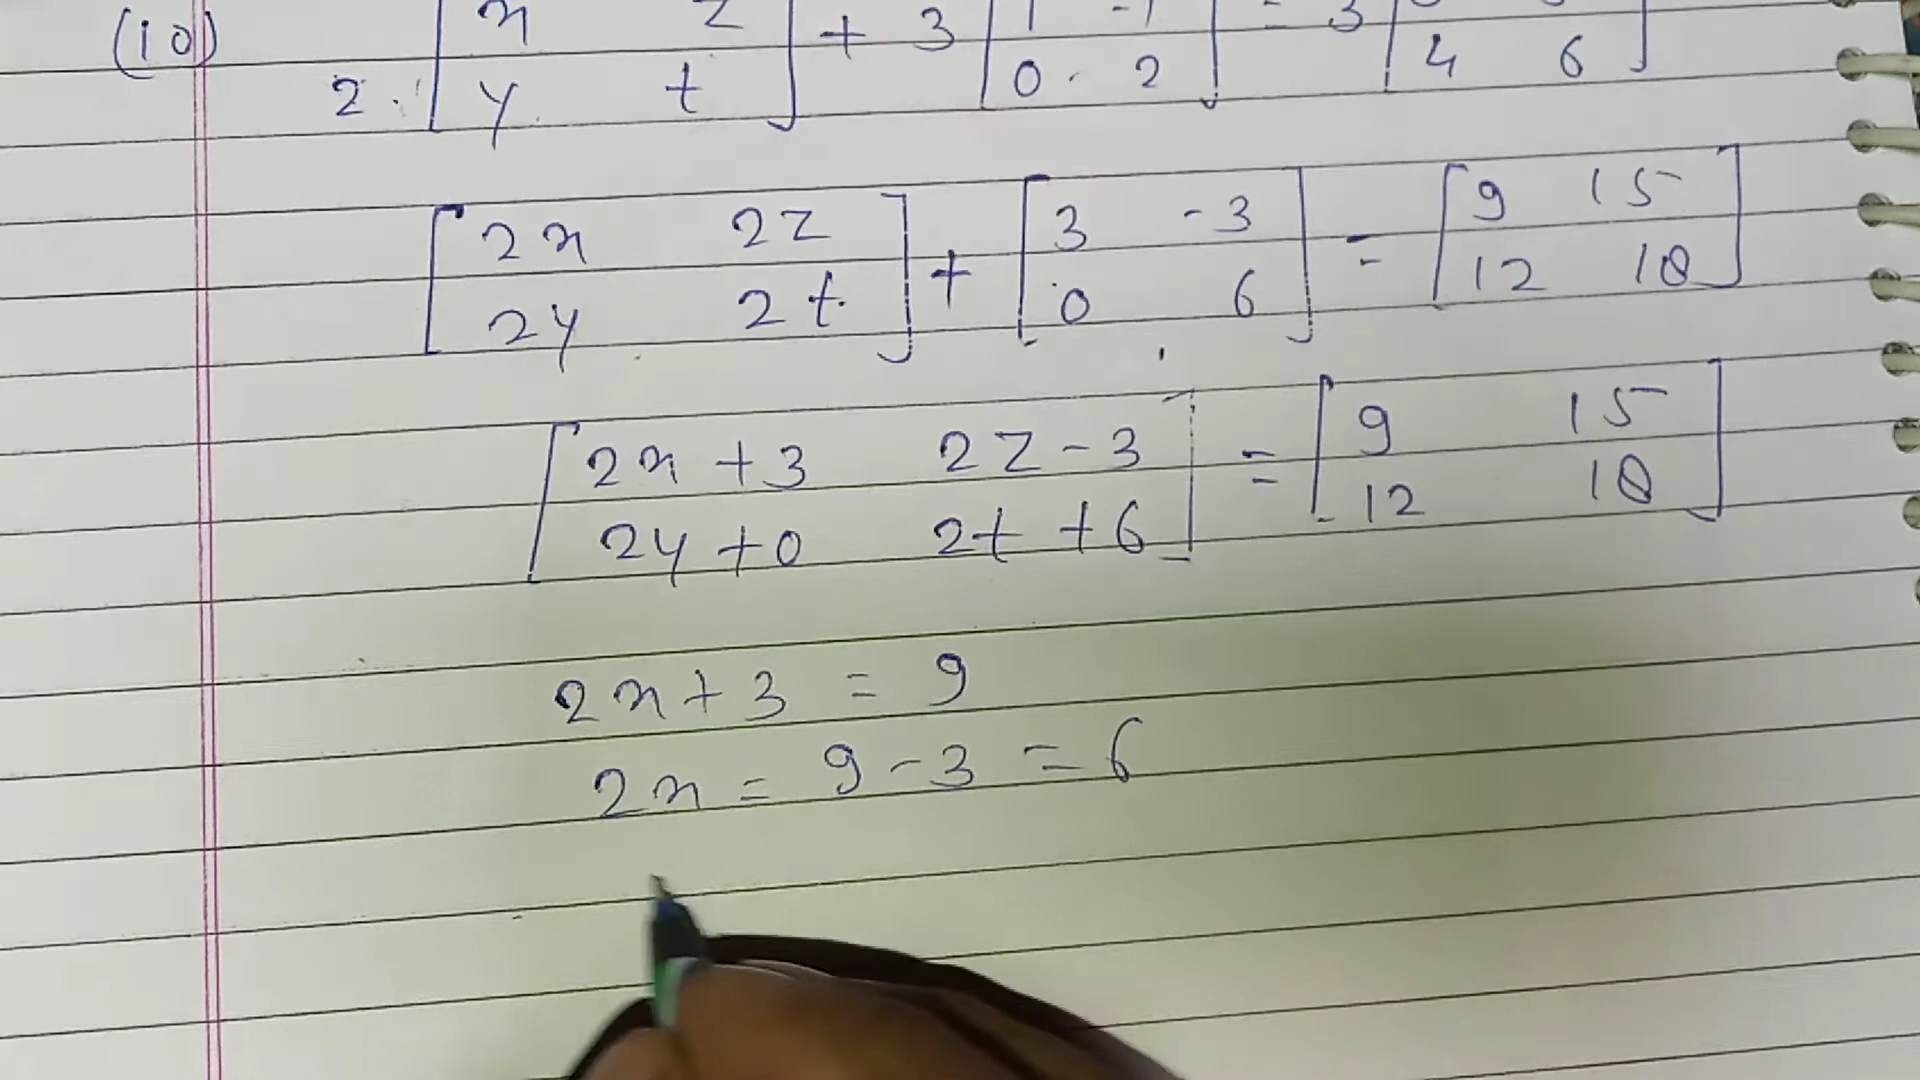 (10) 2. [ x z ] + 3 [ 1 -1 ] = 3 [
y t 0 2 4 6 ]
[ 2x 2z ] + [ 3 -3 ] = [ 9 15 ]
2y 2t 0 6 12 18
[ 2x + 3 2z - 3 ] = [ 9 15 ]
2y + 0 2t + 6 12 18
2x + 3 = 9
2x = 9 - 3 = 6